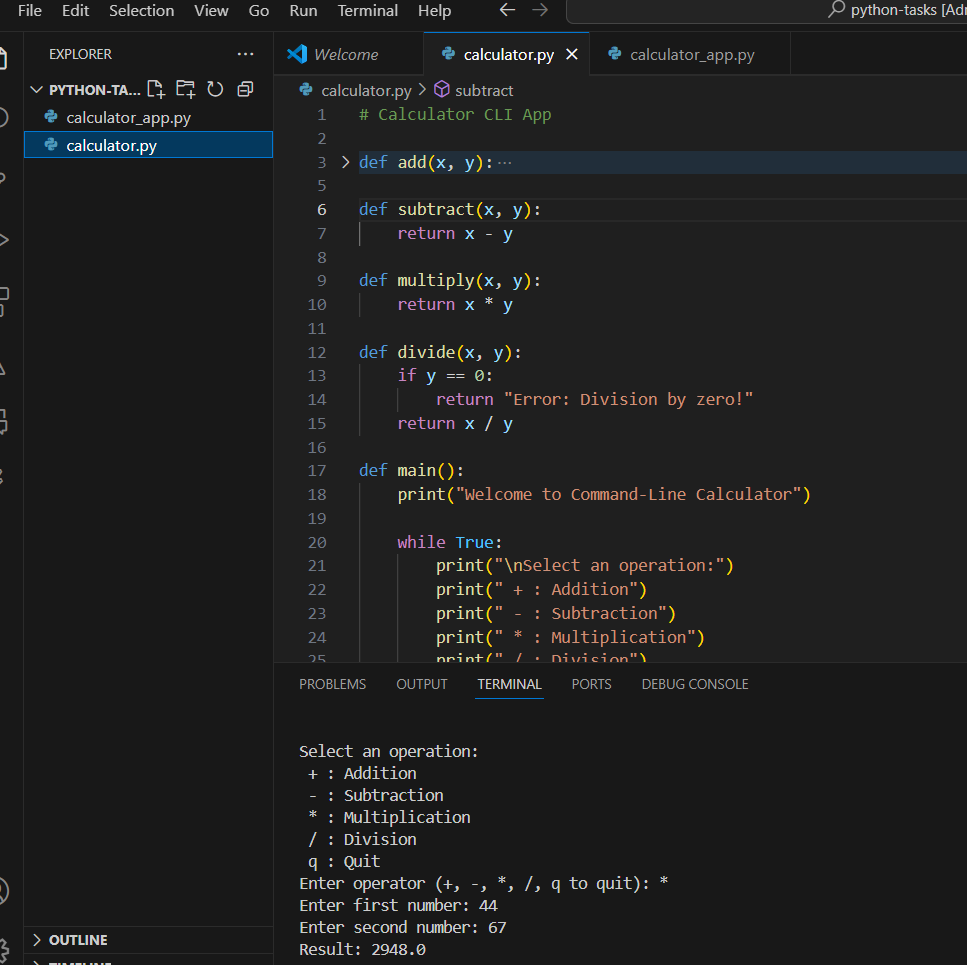 File Edit Selection View Go Run Terminal Help python-tasks [Adr
EXPLORER
PYTHON-TA...
calculator_app.py
calculator.py
OUTLINE
TIMELINE
Welcome calculator.py calculator_app.py
calculator.py > subtract
1 # Calculator CLI App
2
3 def add(x, y):...
5
6 def subtract(x, y):
7 return x - y
8
9 def multiply(x, y):
10 return x * y
11
12 def divide(x, y):
13 if y == 0:
14 return "Error: Division by zero!"
15 return x / y
16
17 def main():
18 print("Welcome to Command-Line Calculator")
19
20 while True:
21 print("\nSelect an operation:")
22 print(" + : Addition")
23 print(" - : Subtraction")
24 print(" * : Multiplication")
25 print(" / : Division")
PROBLEMS OUTPUT TERMINAL PORTS DEBUG CONSOLE
Select an operation:
+ : Addition
- : Subtraction
* : Multiplication
/ : Division
q : Quit
Enter operator (+, -, *, /, q to quit): *
Enter first number: 44
Enter second number: 67
Result: 2948.0